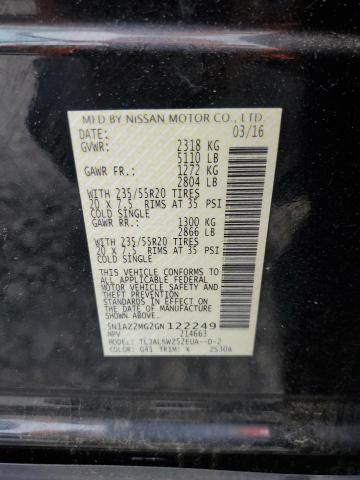 MFD BY NISSAN MOTOR CO., LTD.
DATE: 03/16
GVWR: 2318 KG
5110 LB
GAWR FR.: 1272 KG
2804 LB
WITH 235/55R20 TIRES
20 X 7.5 RIMS AT 35 PSI
COLD SINGLE
GAWR RR.: 1300 KG
2866 LB
WITH 235/55R20 TIRES
20 X 7.5 RIMS AT 35 PSI
COLD SINGLE
THIS VEHICLE CONFORMS TO
ALL APPLICABLE FEDERAL
MOTOR VEHICLE SAFETY,
BUMPER, AND THEFT PREVENTION
STANDARDS IN EFFECT ON THE
DATE OF MANUFACTURE
SHOWN ABOVE.
5N1AZ2MG2GN122249
MPV 214663
MODEL: TLJALSWZ52EUA--D-2
COLOR: G41 TRIM: X 2530A